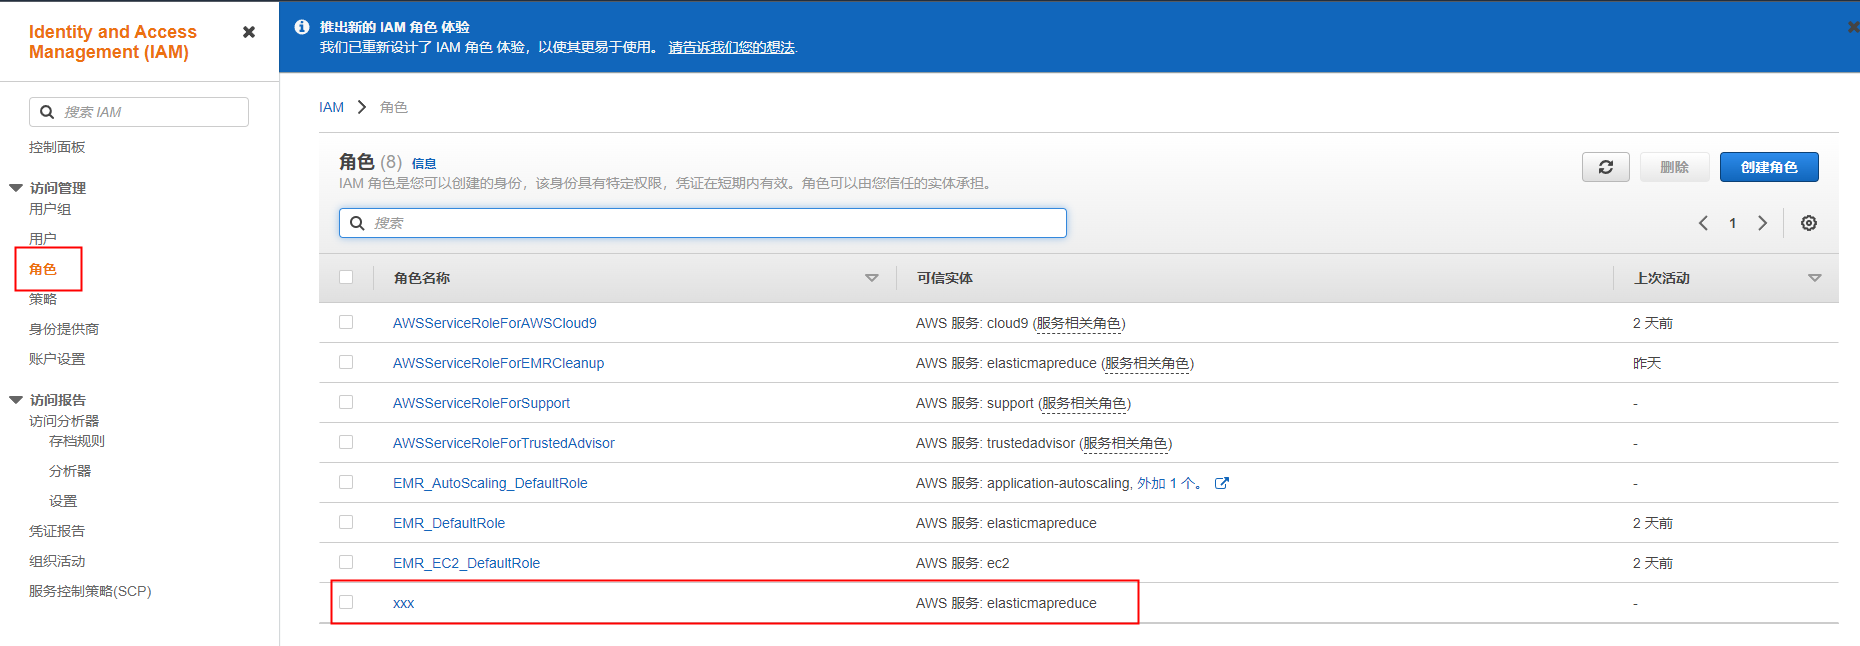 Identity and Access
Management (IAM)
搜索 IAM
控制面板
访问管理
用户组
用户
角色
策略
身份提供商
账户设置
访问报告
访问分析器
存档规则
分析器
设置
凭证报告
组织活动
服务控制策略(SCP)
推出新的 IAM 角色 体验
我们已重新设计了 IAM 角色 体验，以使其更易于使用。 请告诉我们您的想法.
IAM 角色
角色 (8) 信息
IAM 角色是您可以创建的身份，该身份具有特定权限，凭证在短期内有效。角色可以由您信任的实体承担。
删除 创建角色
搜索
1
角色名称 可信实体 上次活动
AWSServiceRoleForAWSCloud9 AWS 服务: cloud9 (服务相关角色) 2 天前
AWSServiceRoleForEMRCleanup AWS 服务: elasticmapreduce (服务相关角色) 昨天
AWSServiceRoleForSupport AWS 服务: support (服务相关角色) -
AWSServiceRoleForTrustedAdvisor AWS 服务: trustedadvisor (服务相关角色) -
EMR_AutoScaling_DefaultRole AWS 服务: application-autoscaling, 外加 1 个。 -
EMR_DefaultRole AWS 服务: elasticmapreduce 2 天前
EMR_EC2_DefaultRole AWS 服务: ec2 2 天前
xxx AWS 服务: elasticmapreduce -